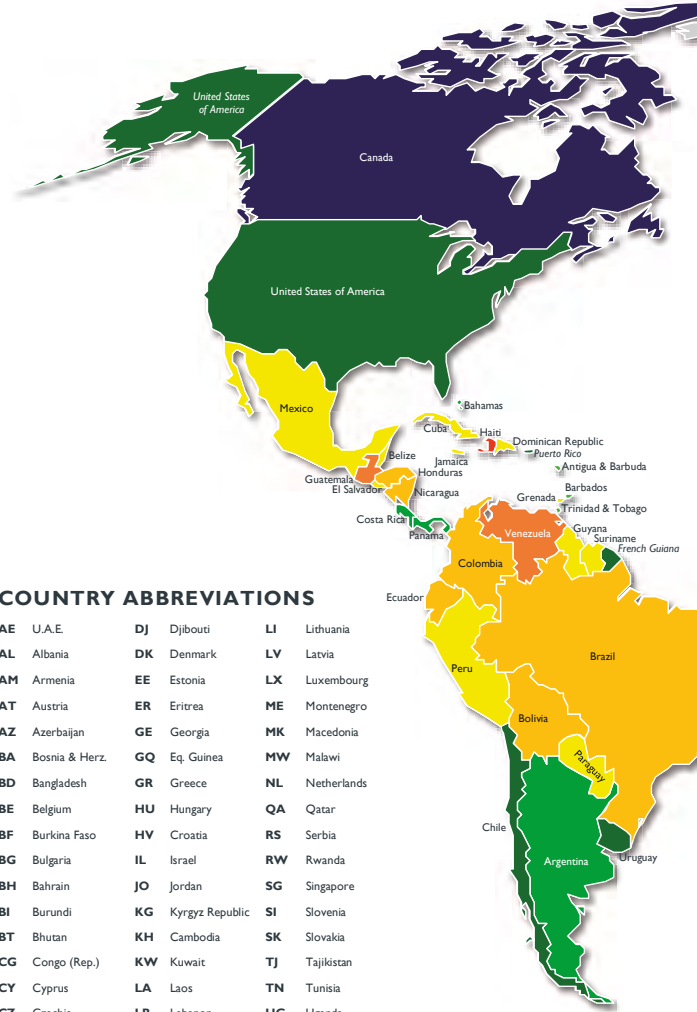 United States
of America
Canada
United States of America
Mexico
Bahamas
Cuba
Haiti
Dominican Republic
Puerto Rico
Jamaica
Belize
Antigua & Barbuda
Honduras
Guatemala
El Salvador
Nicaragua
Barbados
Grenada
Trinidad & Tobago
Costa Rica
Panama
Guyana
Venezuela
Suriname
French Guiana
Colombia
Ecuador
Brazil
Peru
Bolivia
Paraguay
Chile
Uruguay
Argentina
COUNTRY ABBREVIATIONS
AE U.A.E.
AL Albania
AM Armenia
AT Austria
AZ Azerbaijan
BA Bosnia & Herz.
BD Bangladesh
BE Belgium
BF Burkina Faso
BG Bulgaria
BH Bahrain
BI Burundi
BT Bhutan
CG Congo (Rep.)
CY Cyprus
CZ Czechia
DJ Djibouti
DK Denmark
EE Estonia
ER Eritrea
GE Georgia
GQ Eq. Guinea
GR Greece
HU Hungary
HV Croatia
IL Israel
JO Jordan
KG Kyrgyz Republic
KH Cambodia
KW Kuwait
LA Laos
LB Lebanon
LI Lithuania
LV Latvia
LX Luxembourg
ME Montenegro
MK Macedonia
MW Malawi
NL Netherlands
QA Qatar
RS Serbia
RW Rwanda
SG Singapore
SI Slovenia
SK Slovakia
TJ Tajikistan
TN Tunisia
UG Uganda